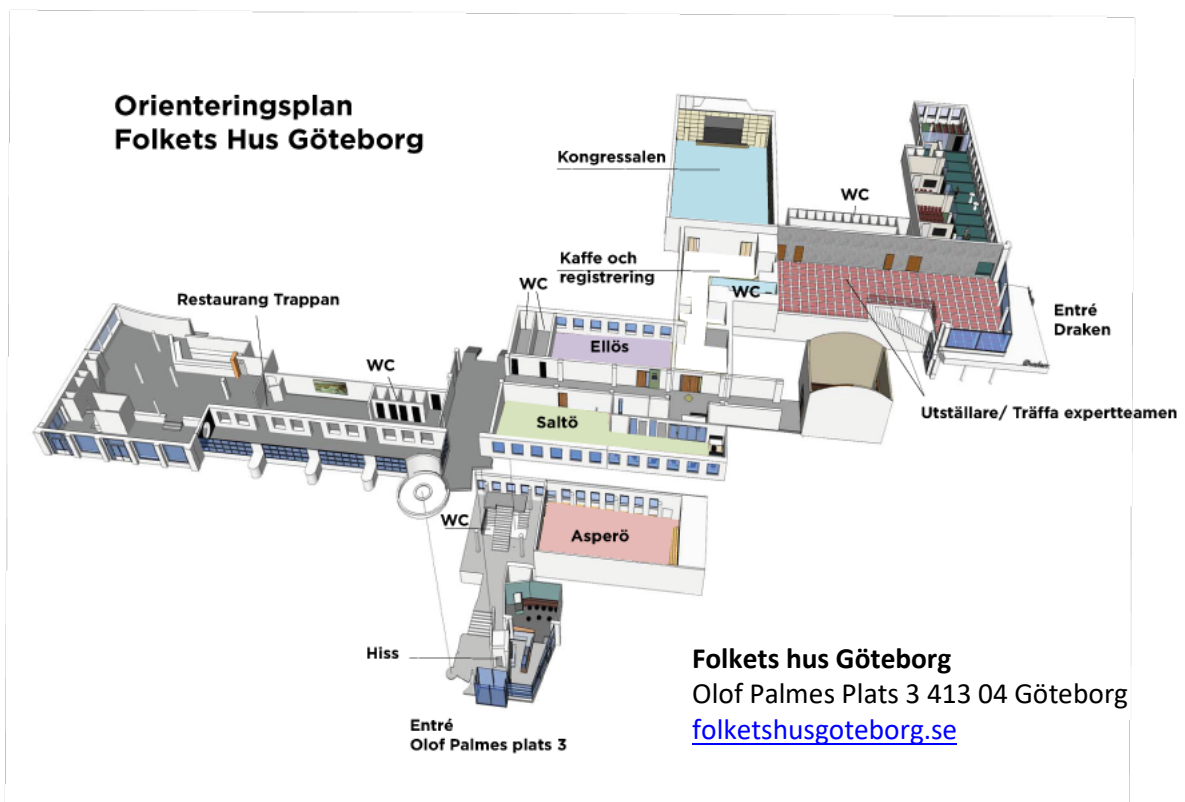 Orienteringsplan
Folkets Hus Göteborg
Kongressalen
WC
Kaffe och
registrering
WC
WC
Restaurang Trappan
Entré
Draken
Ellös
WC
Utställare/ Träffa expertteamen
Saltö
WC
Asperö
Hiss
Folkets hus Göteborg
Olof Palmes Plats 3 413 04 Göteborg
folketshusgoteborg.se
Entré
Olof Palmes plats 3